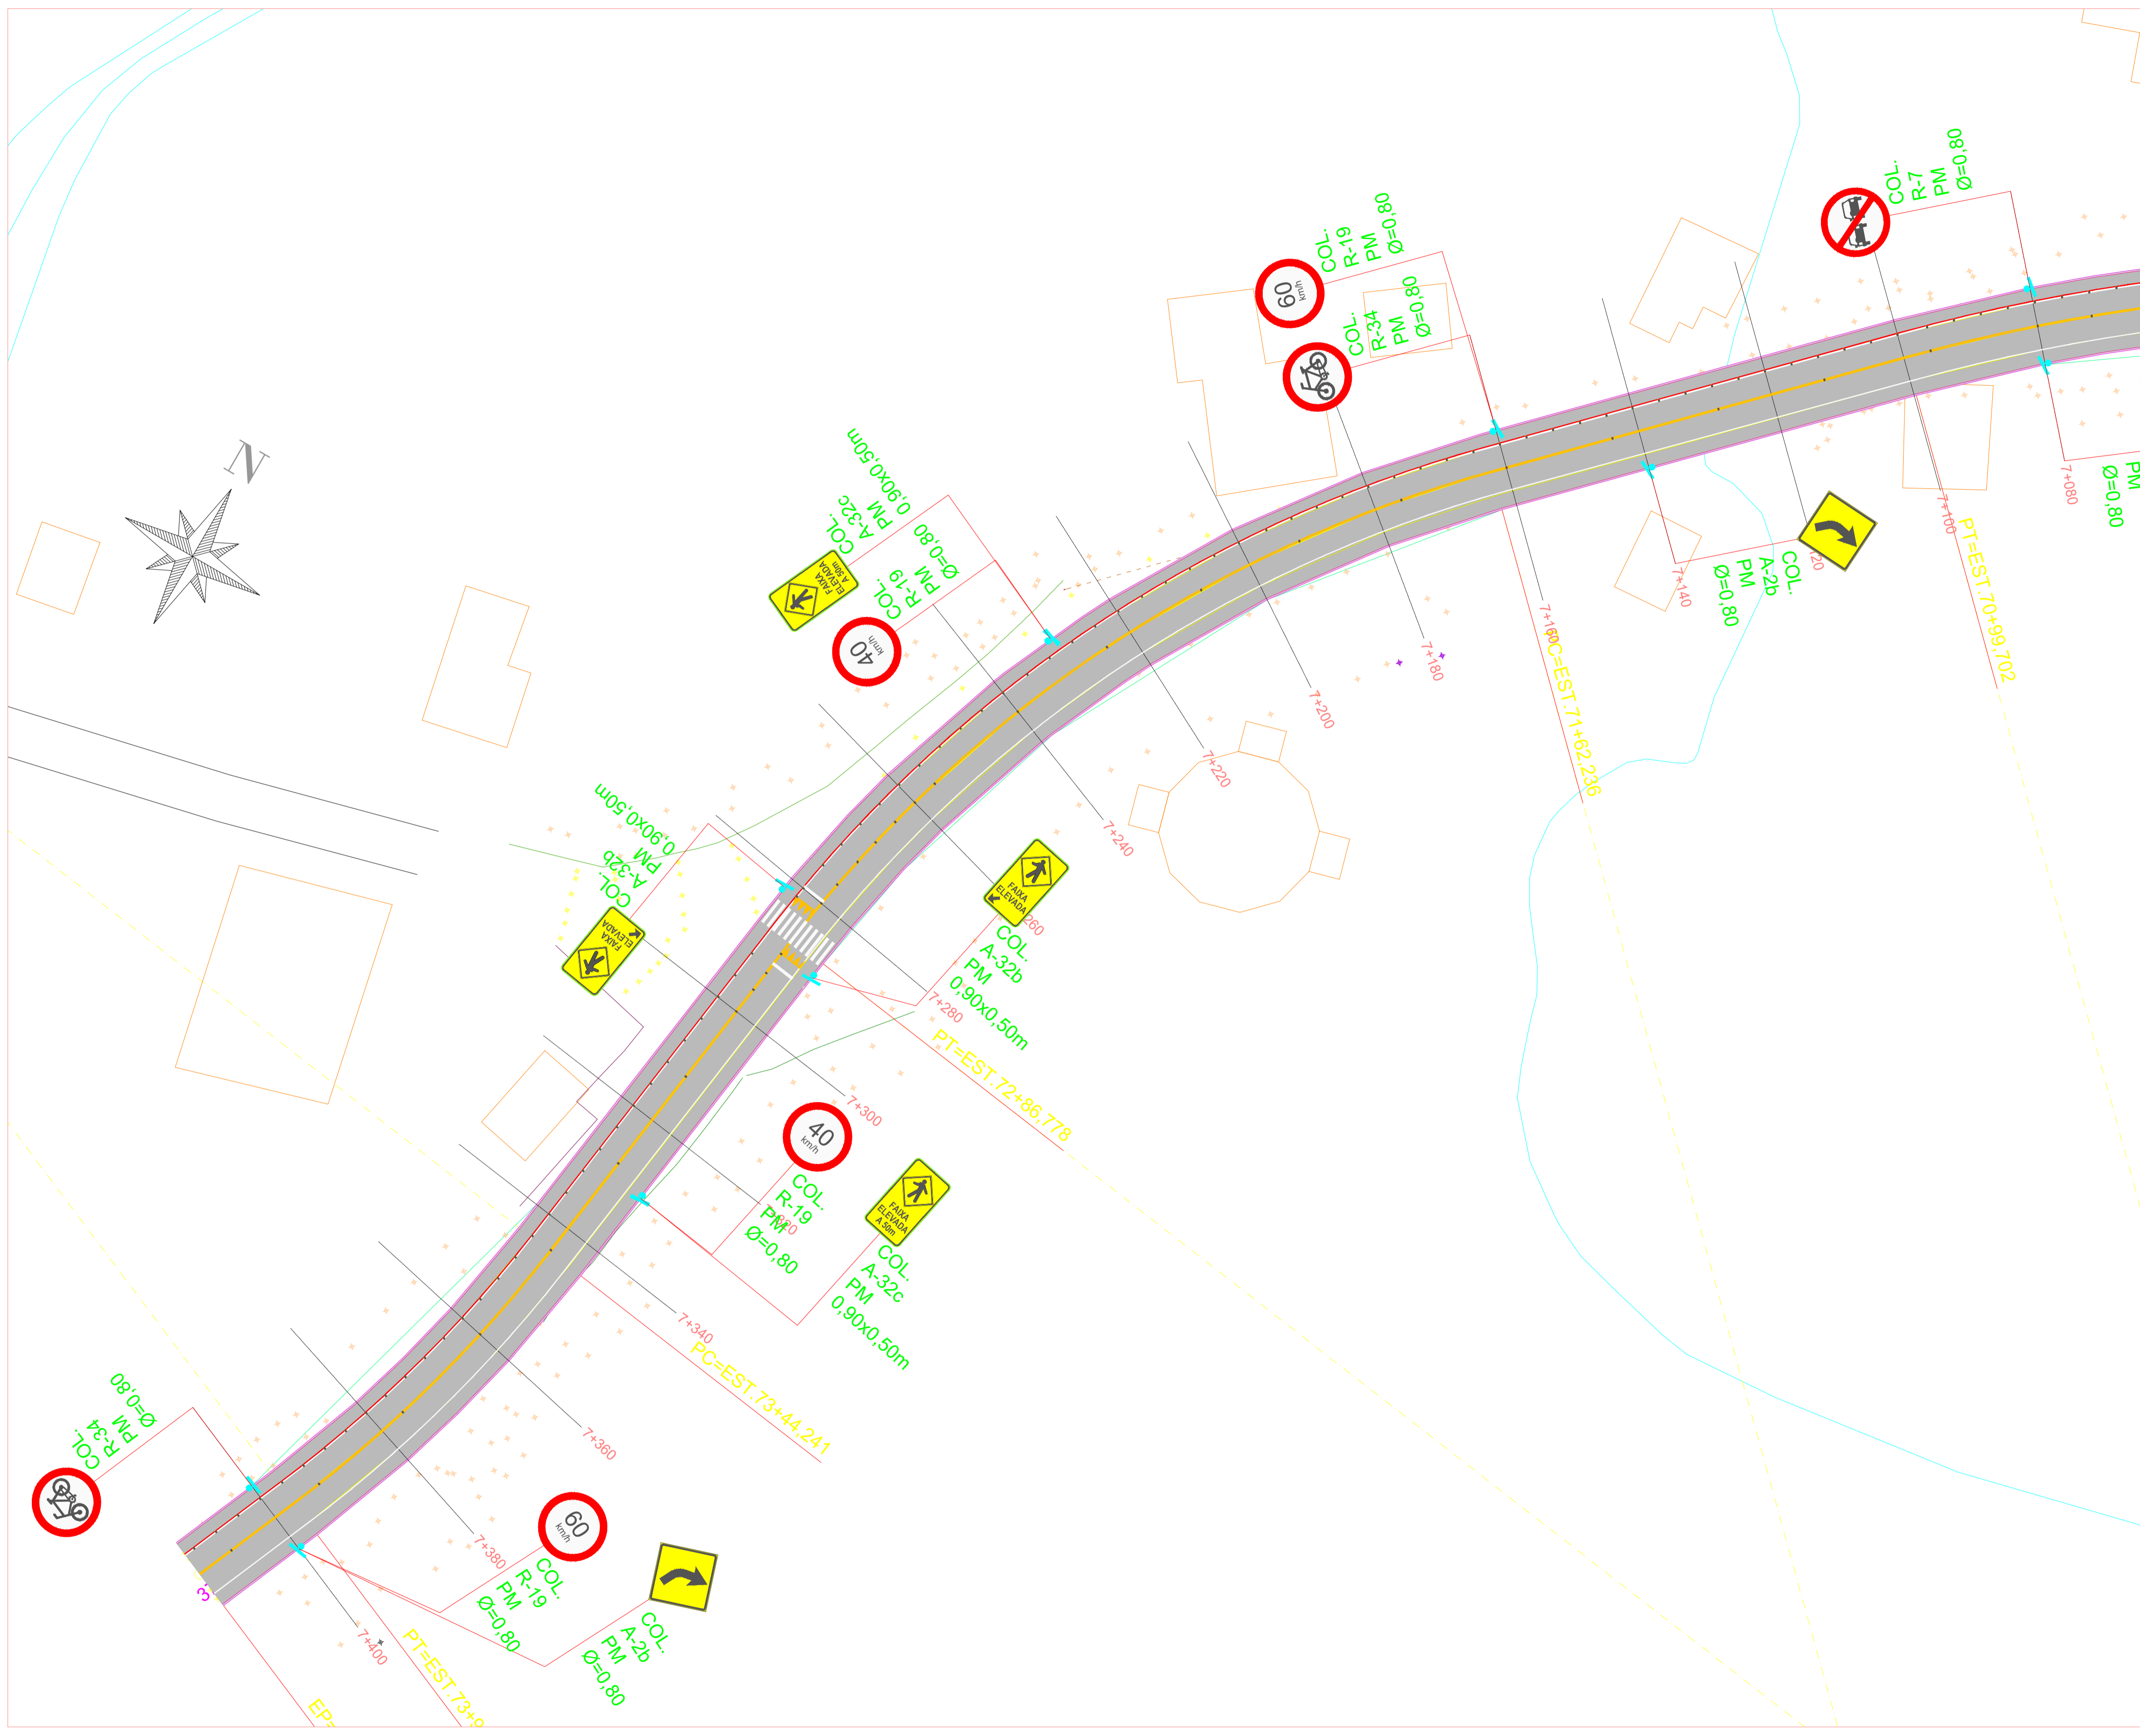 COL.
R-7
PM
Ø=0,80
COL.
R-19
PM
Ø=0,80
60
km/h
COL.
R-34
PM
Ø=0,80
N
0,90x0,50m
PM
A-32c
COL.
FAIXA
ELEVADA
A 50m
Ø=0,80
PM
R-19
COL.
40
km/h
7+080
PM
Ø=0,80
7+100
PT=EST.70+99,702
COL.
A-2b
PM
Ø=0,80
7+140
7+160
PC=EST.71+62,236
7+180
7+200
7+220
7+240
0,90x0,50m
PM
A-32b
COL.
FAIXA
ELEVADA
FAIXA
ELEVADA
COL.
A-32b
PM
0,90x0,50m
7+280
PT=EST.72+86,778
7+300
40
km/h
COL.
R-19
PM
Ø=0,80
FAIXA
ELEVADA
A 50m
COL.
A-32c
PM
0,90x0,50m
7+340
PC=EST.73+44,241
7+360
Ø=0,80
PM
R-34
COL.
60
km/h
7+380
COL.
R-19
PM
Ø=0,80
COL.
A-2b
PM
Ø=0,80
7+400
PT=EST.73+9
EP=